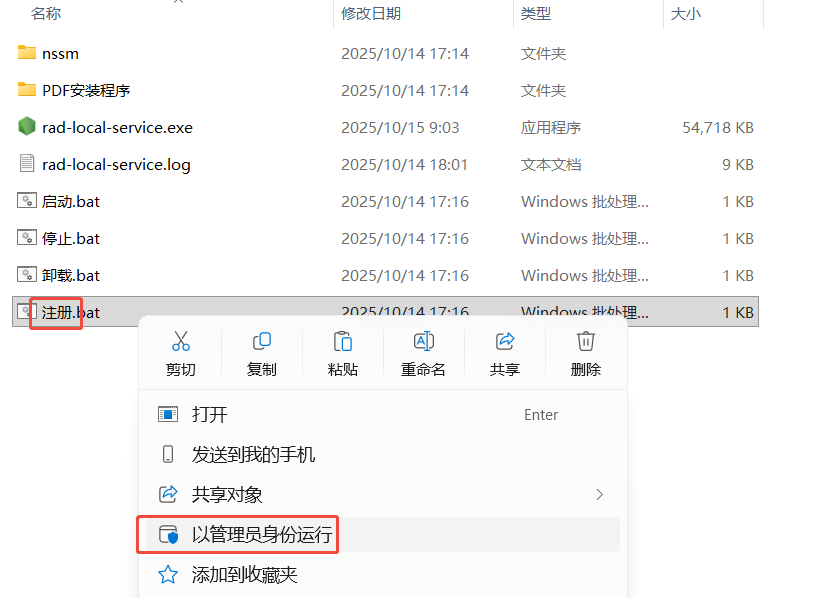 名称 修改日期 类型 大小
nssm 2025/10/14 17:14 文件夹
PDF安装程序 2025/10/14 17:14 文件夹
rad-local-service.exe 2025/10/15 9:03 应用程序 54,718 KB
rad-local-service.log 2025/10/14 18:01 文本文档 9 KB
启动.bat 2025/10/14 17:16 Windows 批处理... 1 KB
停止.bat 2025/10/14 17:16 Windows 批处理... 1 KB
卸载.bat 2025/10/14 17:16 Windows 批处理... 1 KB
注册.bat 2025/10/14 17:16 Windows 批处理... 1 KB
剪切 复制 粘贴 重命名 共享 删除
打开 Enter
发送到我的手机
共享对象
以管理员身份运行
添加到收藏夹